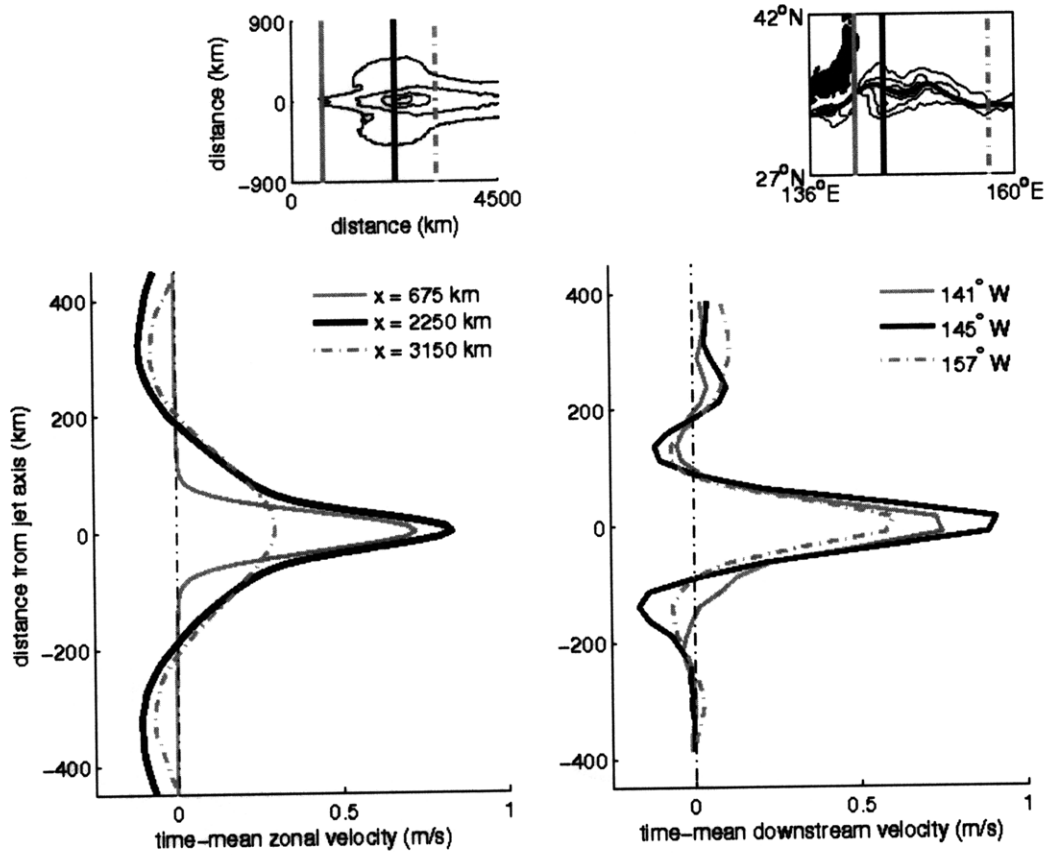 900
0
-900
distance (km)
0
4500
distance (km)
42°N
27°N
136°E
160°E
400
200
0
-200
-400
distance from jet axis (km)
x = 675 km
x = 2250 km
x = 3150 km
0
0.5
1
time-mean zonal velocity (m/s)
400
200
0
-200
-400
141° W
145° W
157° W
0
0.5
1
time-mean downstream velocity (m/s)